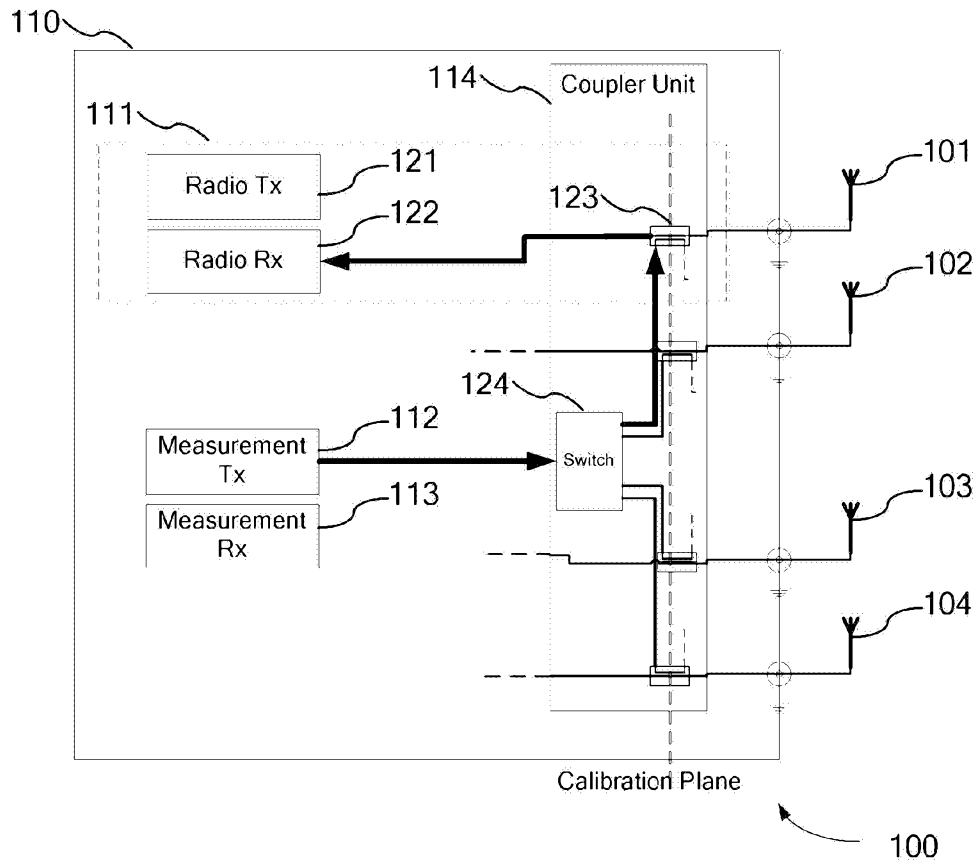 110
114
Coupler Unit
111
Radio Tx
121
123
101
Radio Rx
122
102
124
Measurement
Tx
112
Switch
Measurement
Rx
113
103
104
Calibration Plane
100